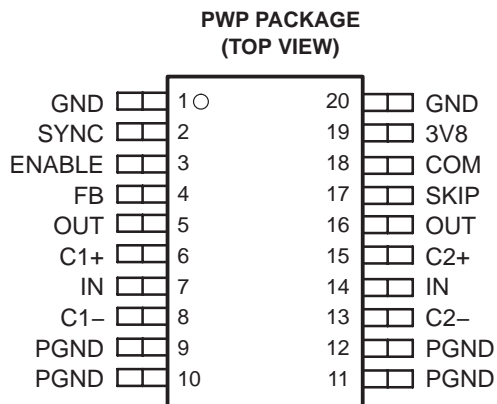 PWP PACKAGE
(TOP VIEW)
GND 1 20 GND
SYNC 2 19 3V8
ENABLE 3 18 COM
FB 4 17 SKIP
OUT 5 16 OUT
C1+ 6 15 C2+
IN 7 14 IN
C1– 8 13 C2–
PGND 9 12 PGND
PGND 10 11 PGND